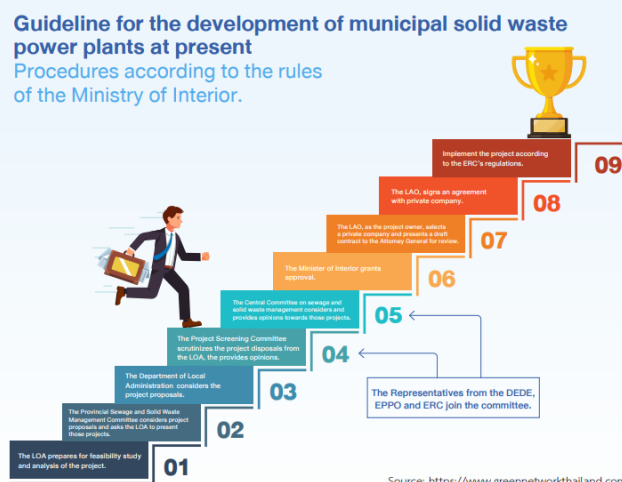 Guideline for the development of municipal solid waste
power plants at present
Procedures according to the rules
of the Ministry of Interior.
Implement the project according
to the ERC's regulations.
09
The LAO, signs an agreement
with private company.
08
The LAO, as the project owner, selects
a private company and presents a draft
contract to the Attorney General for review.
07
The Minister of Interior grants
approval.
06
The Central Committee on sewage and
solid waste management considers and
provides opinions towards those projects.
05
The Project Screening Committee
scrutinizes the project disposals from
the LOA, the provides opinions.
04
The Representatives from the DEDE,
EPPO and ERC join the committee.
The Department of Local
Administration considers the
project proposals.
03
The Provincial Sewage and Solid Waste
Management Committee considers project
proposals and asks the LOA to present
those projects.
02
The LOA prepares for feasibility study
and analysis of the project.
01
Source: https://www.greennetworkthailand.com